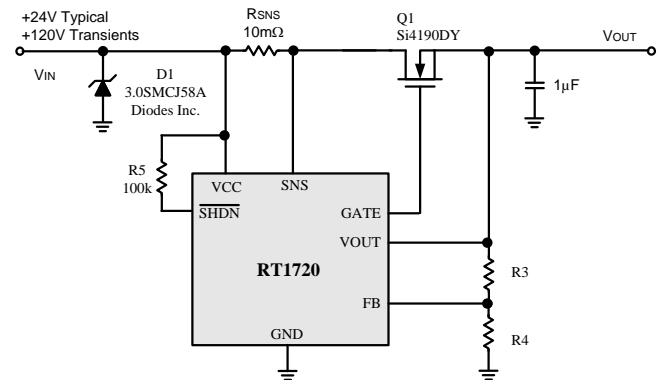 +24V Typical
+120V Transients
RSNS
10mΩ
Q1
Si4190DY
VOUT
VIN
D1
3.0SMCJ58A
Diodes Inc.
1µF
R5
100k
VCC
SNS
SHDN
GATE
VOUT
RT1720
R3
FB
R4
GND